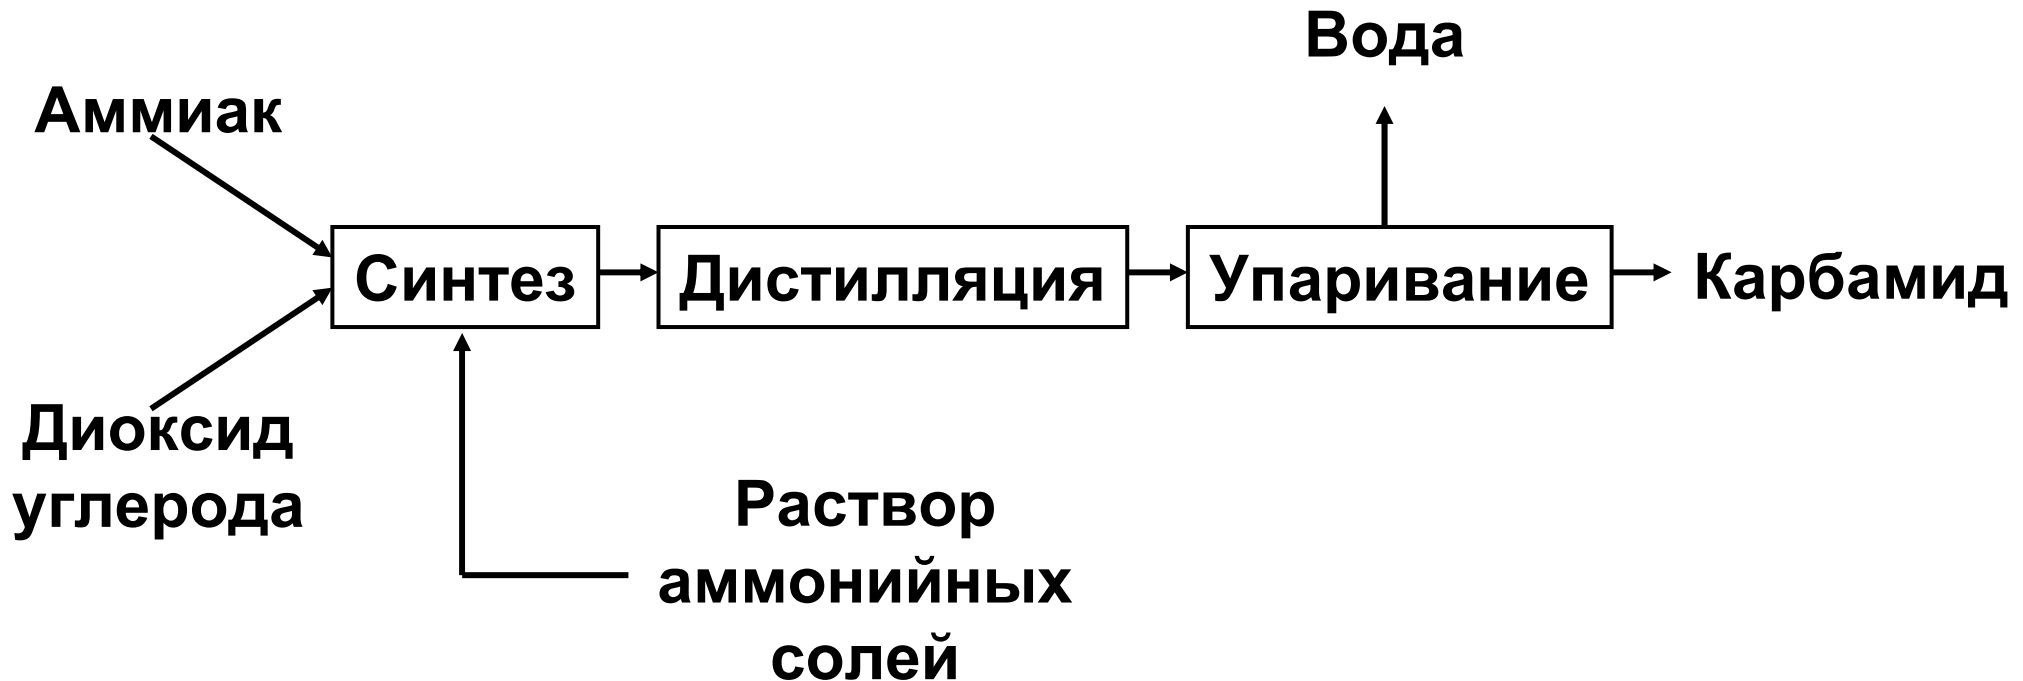 Вода
Аммиак
Синтез
Дистилляция
Упаривание
Карбамид
Диоксид
углерода
Раствор
аммонийных
солей